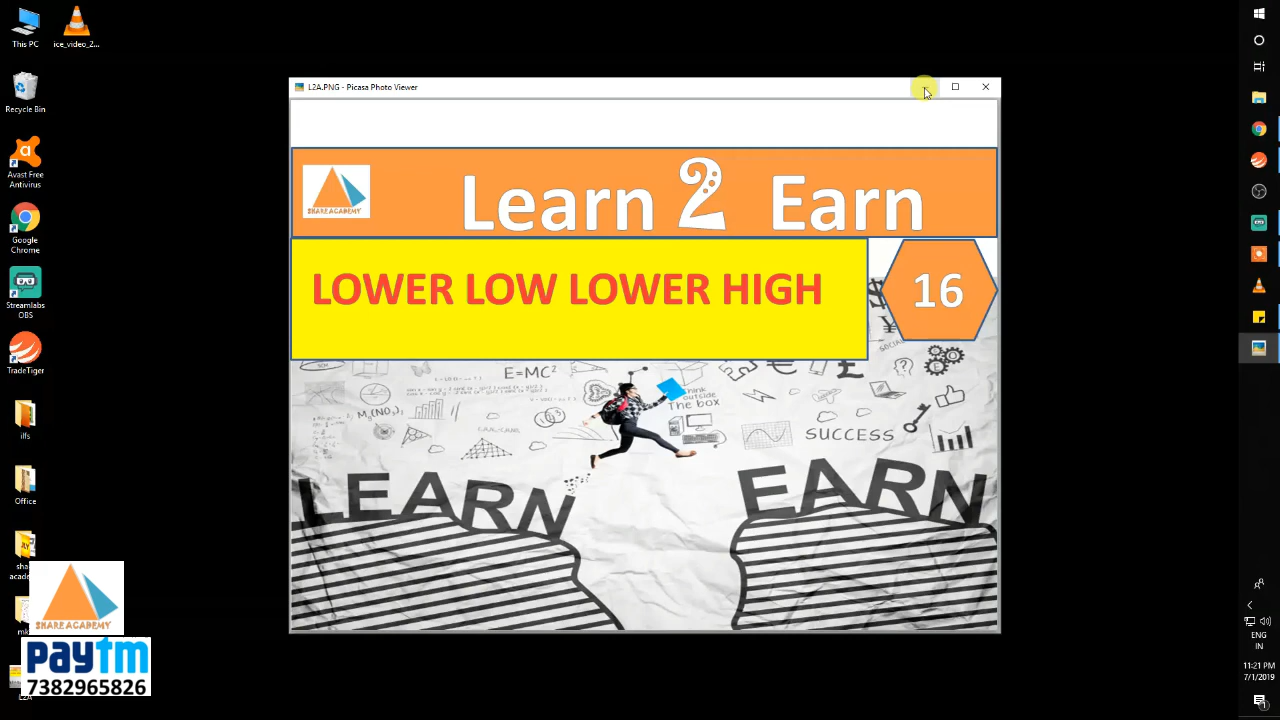 This PC
ice_video_2...
Recycle Bin
Avast Free
Antivirus
Google
Chrome
Streamlabs
OBS
TradeTiger
ilfs
Office
L2A.PNG - Picasa Photo Viewer
SHARE ACADEMY
Learn 2 Earn
LOWER LOW LOWER HIGH
16
E=MC²
Think
outside
The box
SUCCESS
LEARN
EARN
SHARE ACADEMY
paytm
7382965826
ENG
IN
11:21 PM
7/1/2019